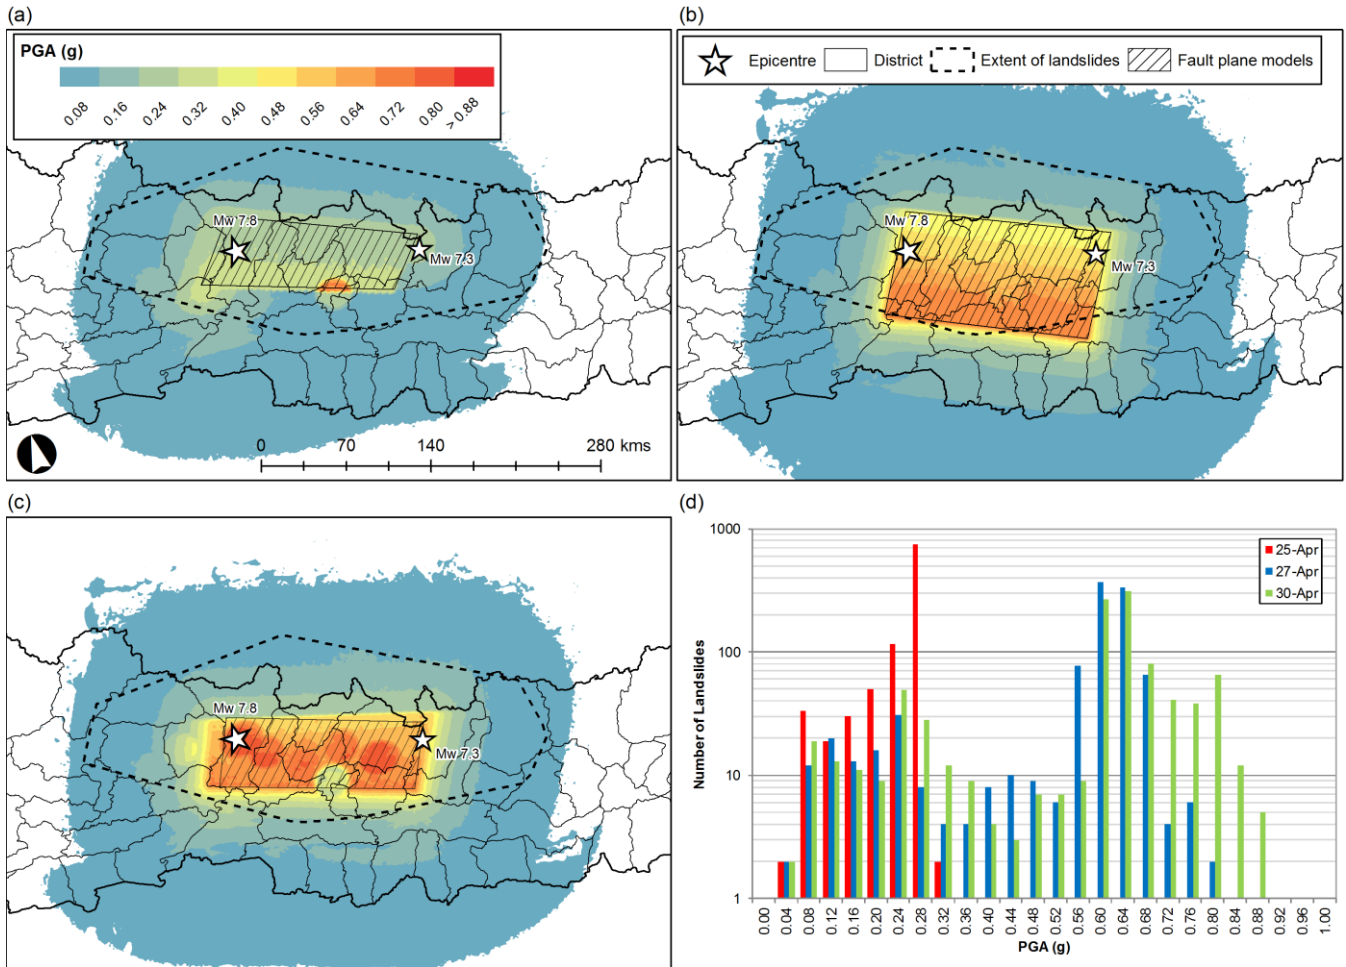 (a)
PGA (g)
0.08 0.16 0.24 0.32 0.40 0.48 0.56 0.64 0.72 0.80 > 0.88
Mw 7.8
Mw 7.3
0 70 140 280 kms
(b)
Epicentre District Extent of landslides Fault plane models
Mw 7.8
Mw 7.3
(c)
Mw 7.8
Mw 7.3
(d)
1000
100
10
1
Number of Landslides
25-Apr
27-Apr
30-Apr
0.00 0.04 0.08 0.12 0.16 0.20 0.24 0.28 0.32 0.36 0.40 0.44 0.48 0.52 0.56 0.60 0.64 0.68 0.72 0.76 0.80 0.84 0.88 0.92 0.96 1.00
PGA (g)